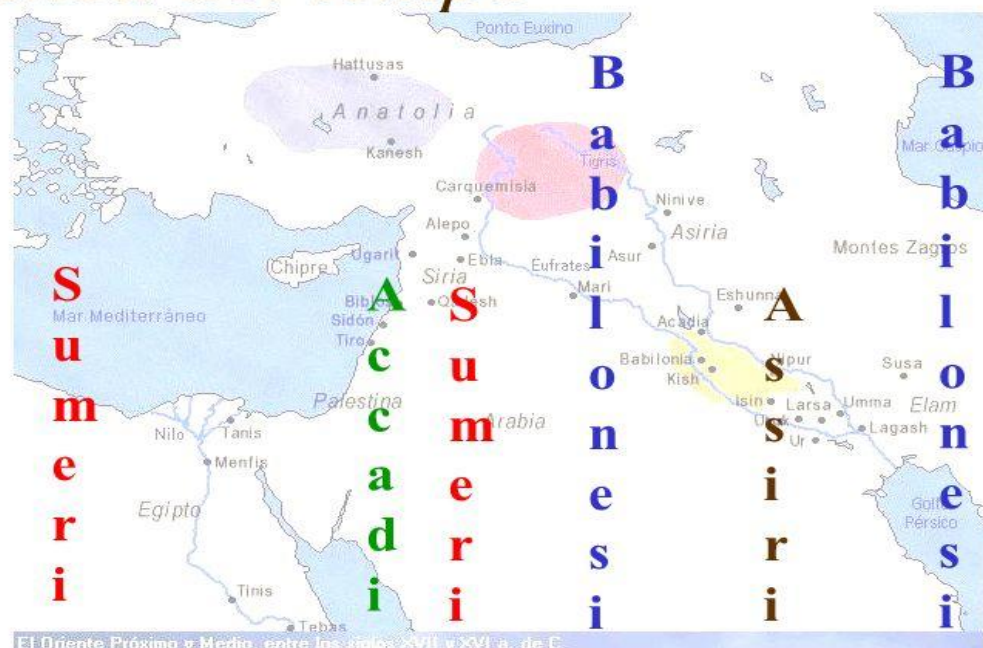 Ponto Euxino
Hattusas
Anatolia
Kanesh
Tigris
Mar Caspio
Carquemisia
Ninive
Alepo
Asiria
Ugarit
Ebla
Asur
Montes Zagros
Chipre
Siria
Eufrates
Mari
Eshunna
Biblos
Qadesh
Mar Mediterráneo
Sidón
Acadia
Tiro
Babilonia
Nipur
Kish
Susa
Palestina
Isin
Larsa
Umma
Elam
Arabia
Uruk
Lagash
Nilo
Tanis
Ur
Menfis
Egipto
Golfo
Pérsico
Tinis
Tebas
Sumeri
Accadi
Sumeri
Babilonesi
Assiri
Babilonesi
El Oriente Próximo y Medio, entre los siglos XVII y XVI a. de C.